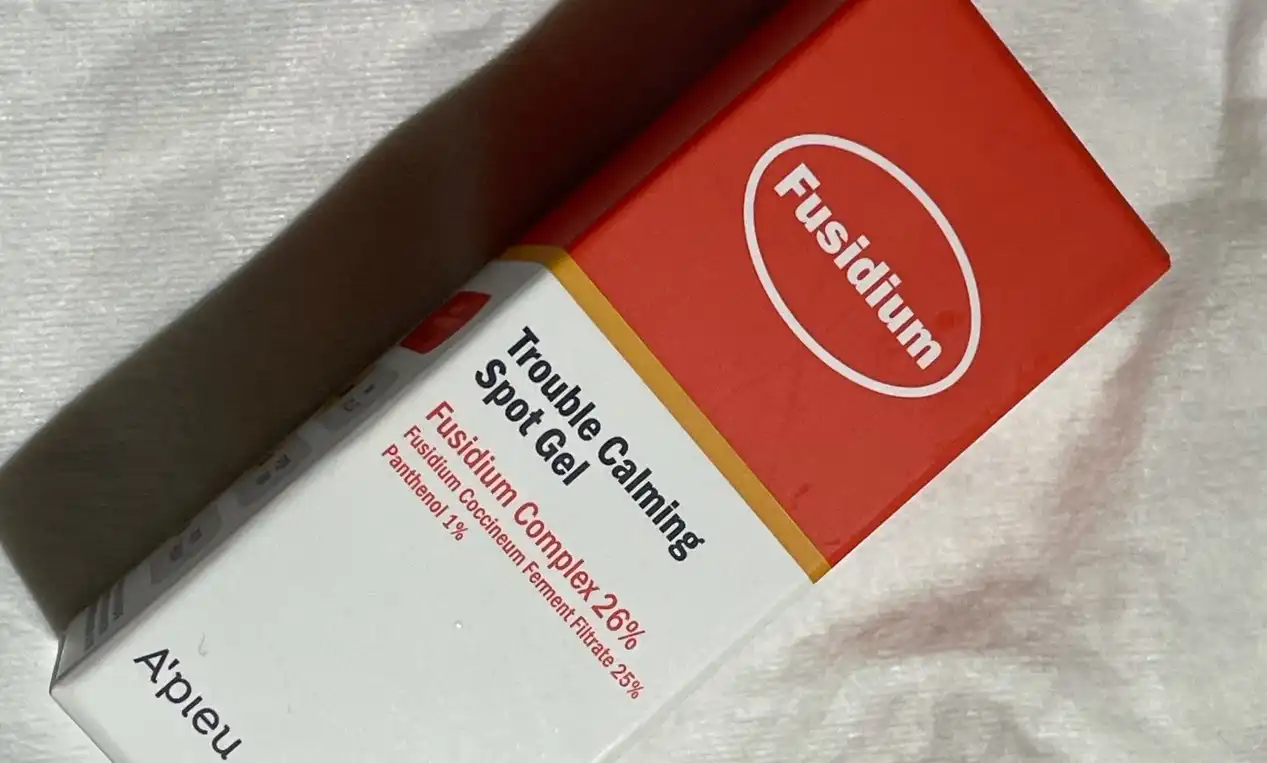 Fusidium
Trouble Calming
Spot Gel
Fusidium Complex 26%
Fusidium Coccineum Ferment Filtrate 25%
Panthenol 1%
A'pieu